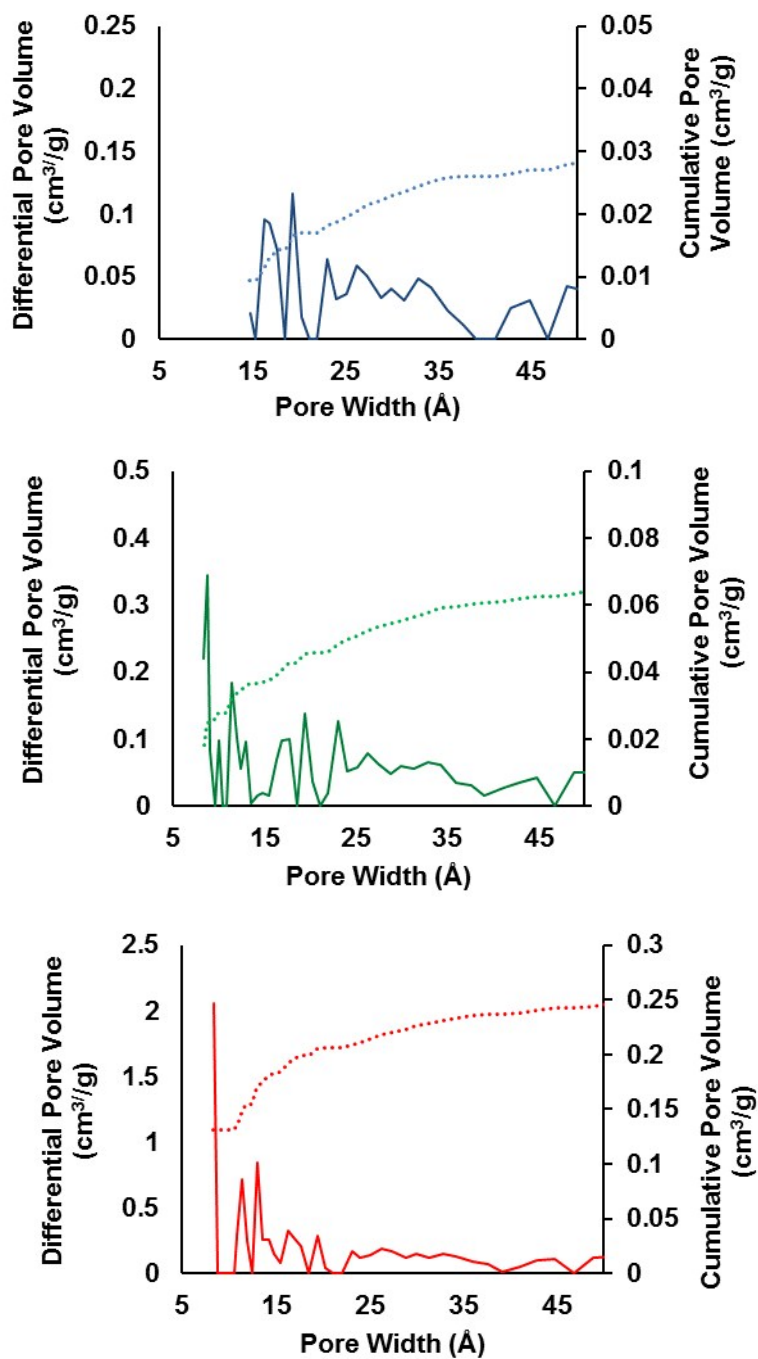 Differential Pore Volume
(cm³/g)
0.25
0.2
0.15
0.1
0.05
0
0.05
0.04
0.03
0.02
0.01
0
Cumulative Pore
Volume (cm³/g)
5 15 25 35 45
Pore Width (Å)
Differential Pore Volume
(cm³/g)
0.5
0.4
0.3
0.2
0.1
0
0.1
0.08
0.06
0.04
0.02
0
Cumulative Pore Volume
(cm³/g)
5 15 25 35 45
Pore Width (Å)
Differential Pore Volume
(cm³/g)
2.5
2
1.5
1
0.5
0
0.3
0.25
0.2
0.15
0.1
0.05
0
Cumulative Pore Volume
(cm³/g)
5 15 25 35 45
Pore Width (Å)